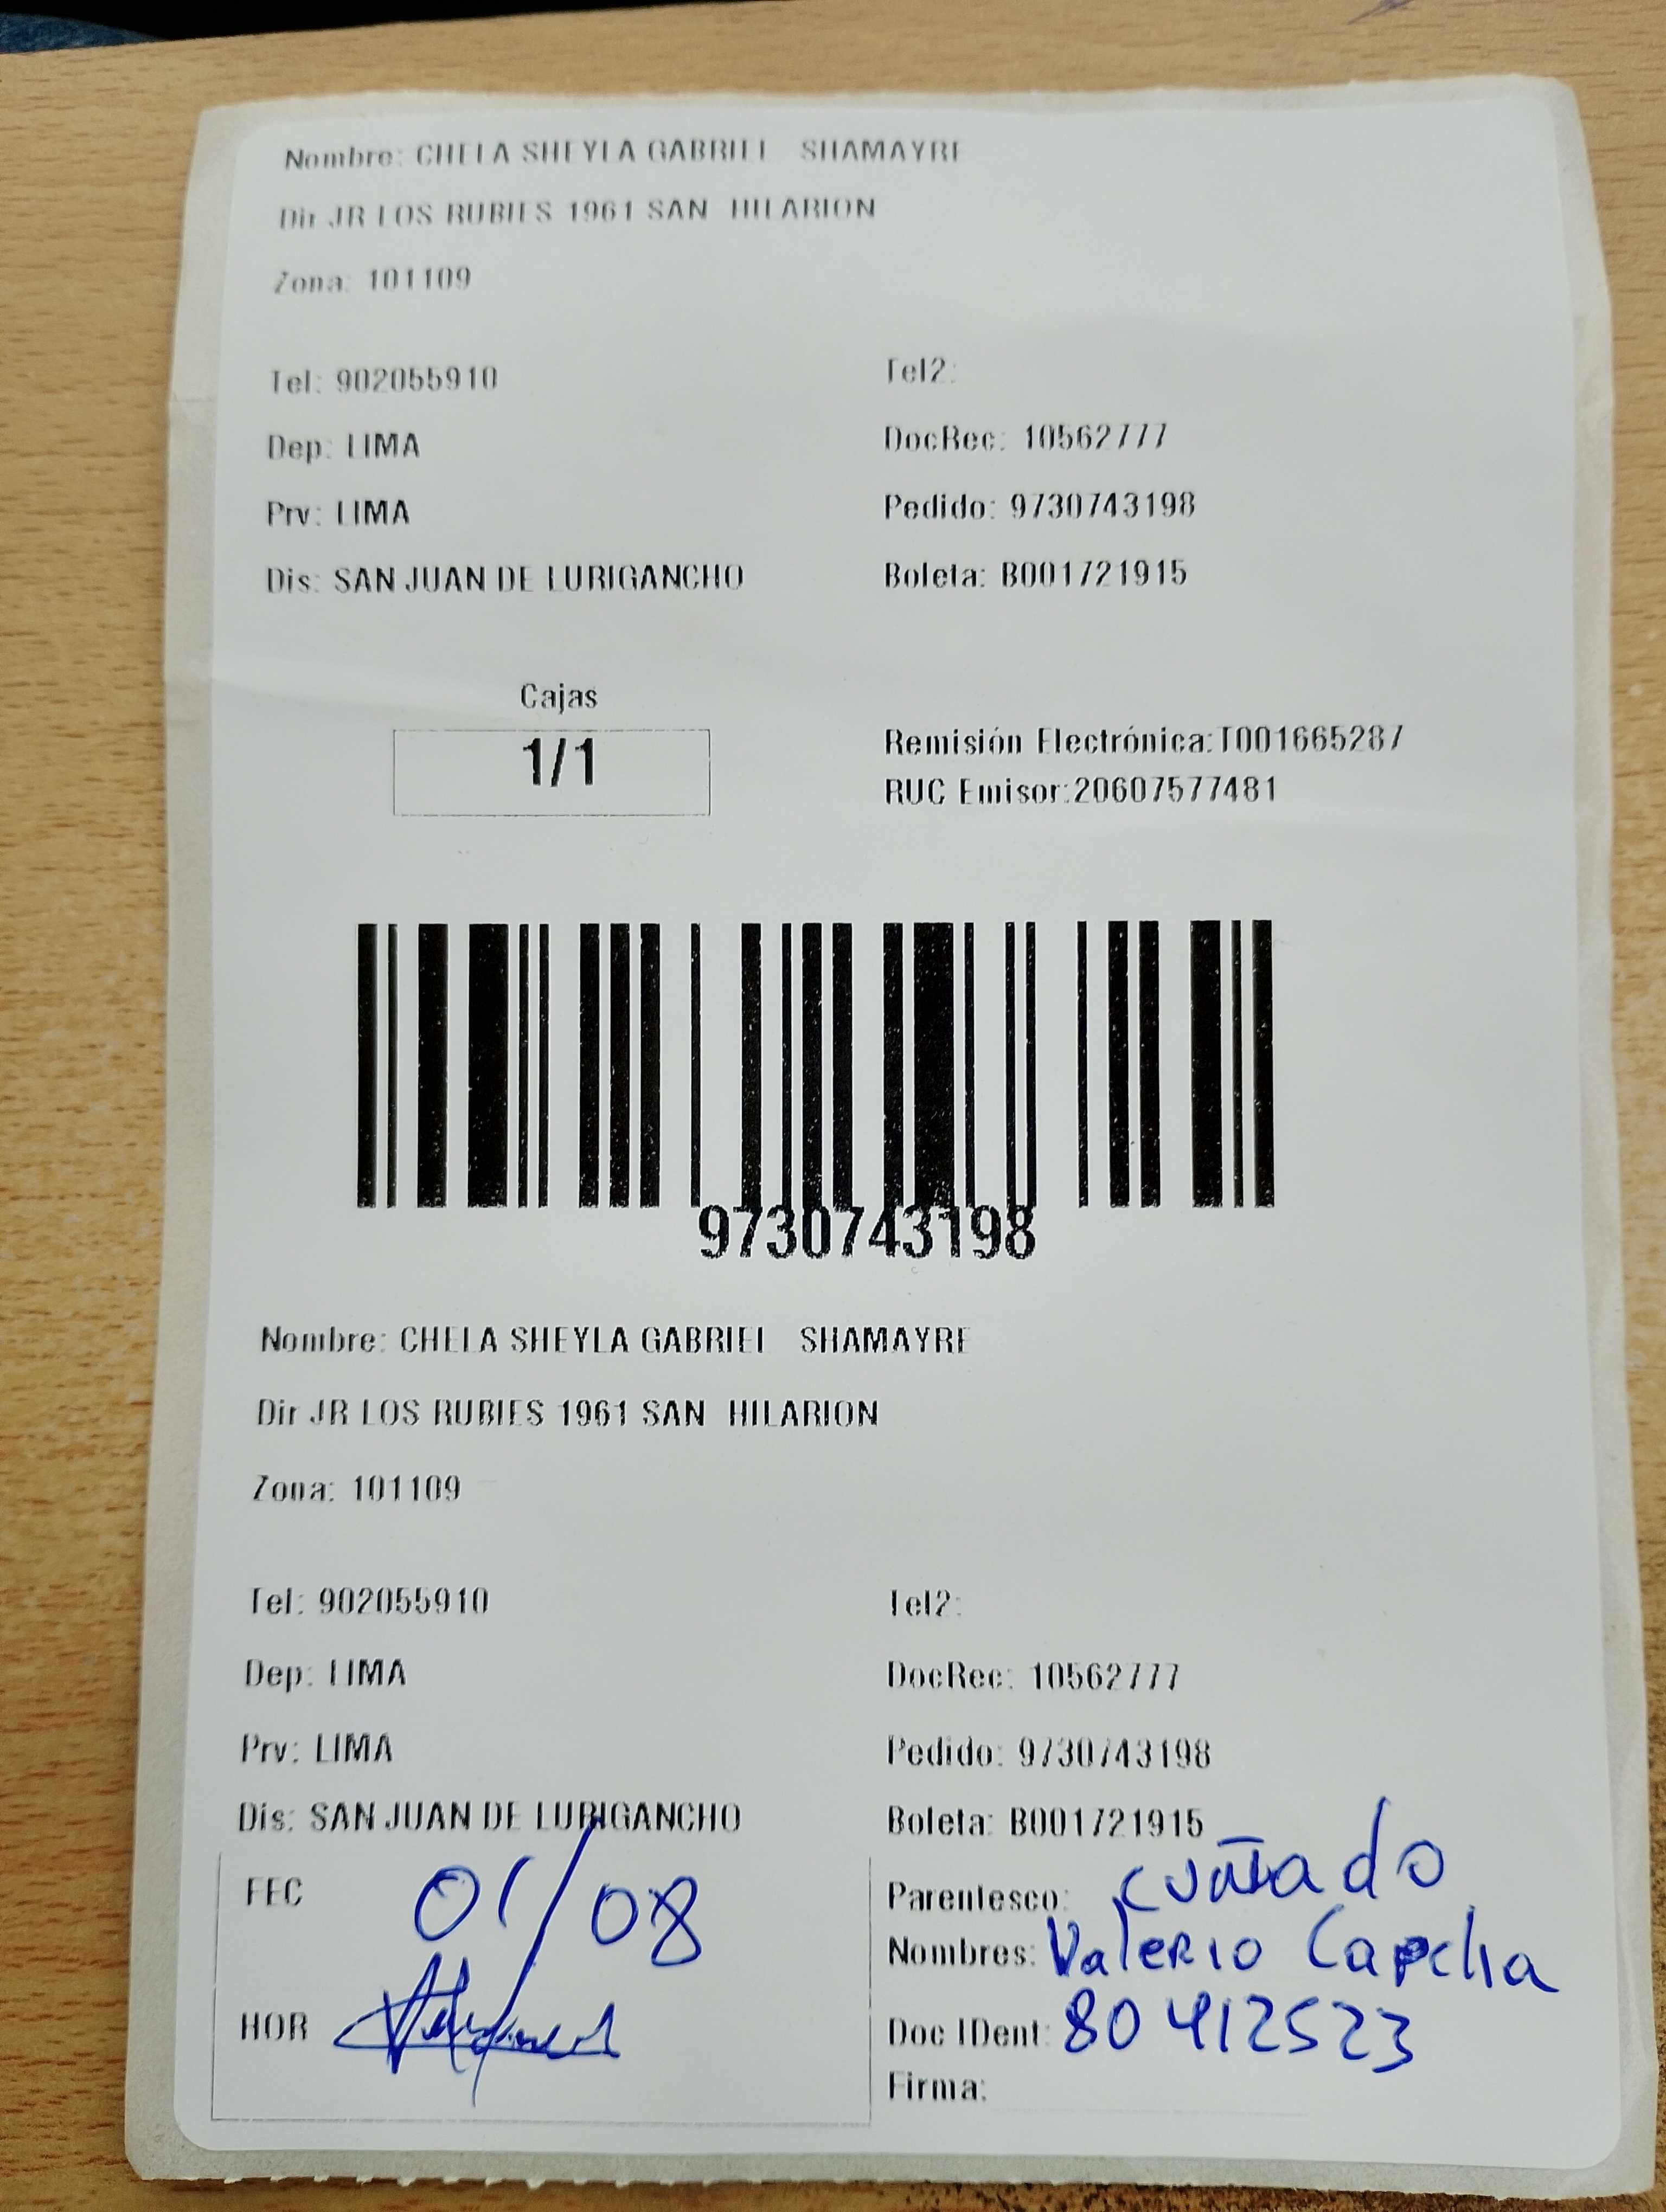 Nombre: CHELA SHEYLA GABRIEL SHAMAYRE
Dir JR LOS RUBIES 1961 SAN HILARION
Zona: 101109
Tel: 902055910 Tel2:
Dep: LIMA DocRec: 10562777
Prv: LIMA Pedido: 9730743198
Dis: SAN JUAN DE LURIGANCHO Boleta: B001721915
Cajas
1/1
Remisión Electrónica:T001665287
RUC Emisor:20607577481
9730743198
Nombre: CHELA SHEYLA GABRIEL SHAMAYRE
Dir JR LOS RUBIES 1961 SAN HILARION
Zona: 101109
Tel: 902055910 Tel2:
Dep: LIMA DocRec: 10562777
Prv: LIMA Pedido: 9730743198
Dis: SAN JUAN DE LURIGANCHO Boleta: B001721915
FEC 01/08 Parentesco: cuñado
Nombres: Valerio Capcha
HOR Doc IDent: 80412523
Firma: